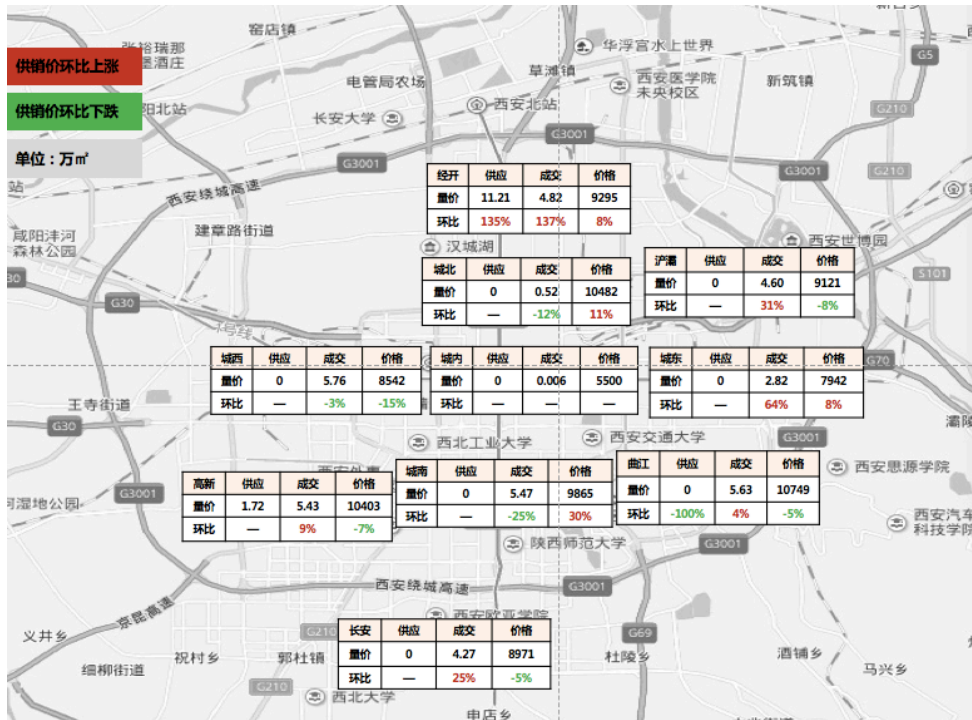 窑店镇
张裕瑞那
堡酒庄
供销价环比上涨
华浮宫水上世界
G5
草滩镇
电管局农场
西安医学院
未央校区
新筑镇
供销价环比下跌
阳北站
西安北站
G210
长安大学
G3001
单位：万㎡
G3001
G3001
G210
站
西安绕城高速
经开 供应 成交 价格
量价 11.21 4.82 9295
环比 135% 137% 8%
建章路街道
咸阳沣河
森林公园
汉城湖
西安世博园
城北 供应 成交 价格
量价 0 0.52 10482
环比 — -12% 11%
浐灞 供应 成交 价格
量价 0 4.60 9121
环比 — 31% -8%
S101
30
G30
1号线
城西 供应 成交 价格
量价 0 5.76 8542
环比 — -3% -15%
城内 供应 成交 价格
量价 0 0.006 5500
环比 — — —
城东 供应 成交 价格
量价 0 2.82 7942
环比 — 64% 8%
G70
王寺街道
G30
灞陵
西北工业大学
西安交通大学
G3001
西安思源学院
高新 供应 成交 价格
量价 1.72 5.43 10403
环比 — 9% -7%
城南 供应 成交 价格
量价 0 5.47 9865
环比 — -25% 30%
曲江 供应 成交 价格
量价 0 5.63 10749
环比 -100% 4% -5%
G3001
河湿地公园
西安汽车
科技学院
陕西师范大学
G3001
西安绕城高速
G3001
京昆高速
西安欧亚学院
G210
G69
长安 供应 成交 价格
量价 0 4.27 8971
环比 — 25% -5%
义井乡
祝村乡
郭杜镇
杜陵乡
酒铺乡
细柳街道
马兴乡
G210
西北大学
申店乡